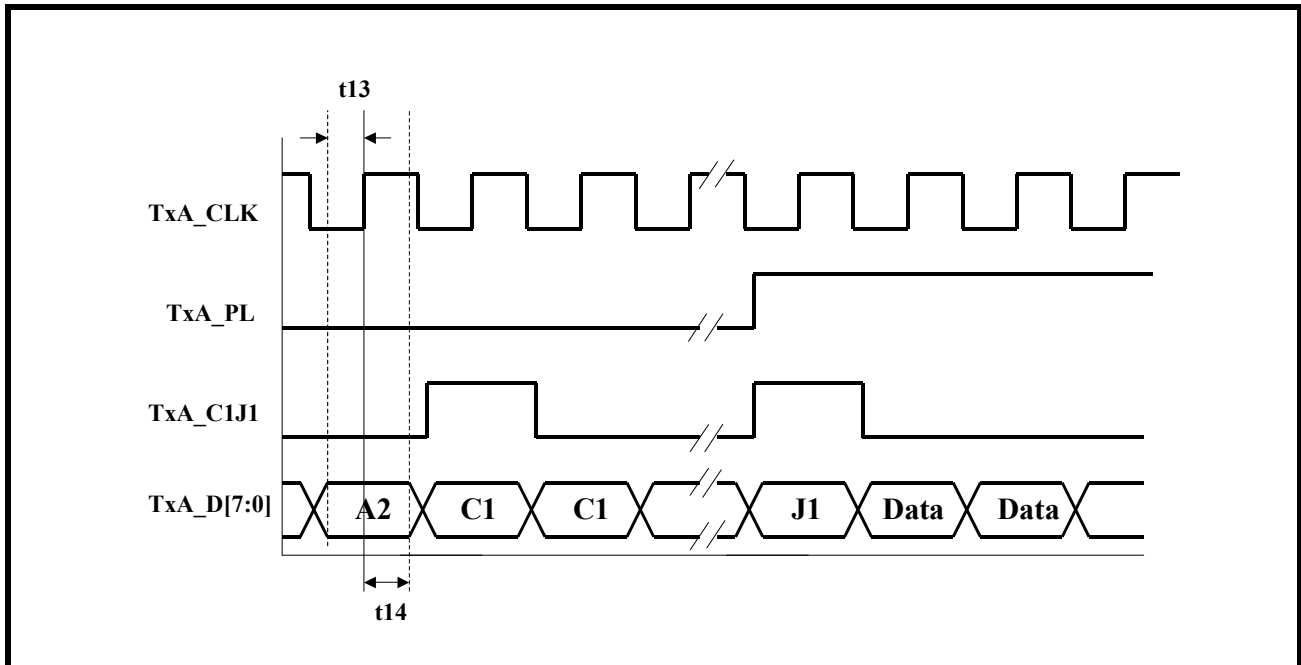 t13
TxA_CLK
TxA_PL
TxA_C1J1
TxA_D[7:0] A2 C1 C1 J1 Data Data
t14